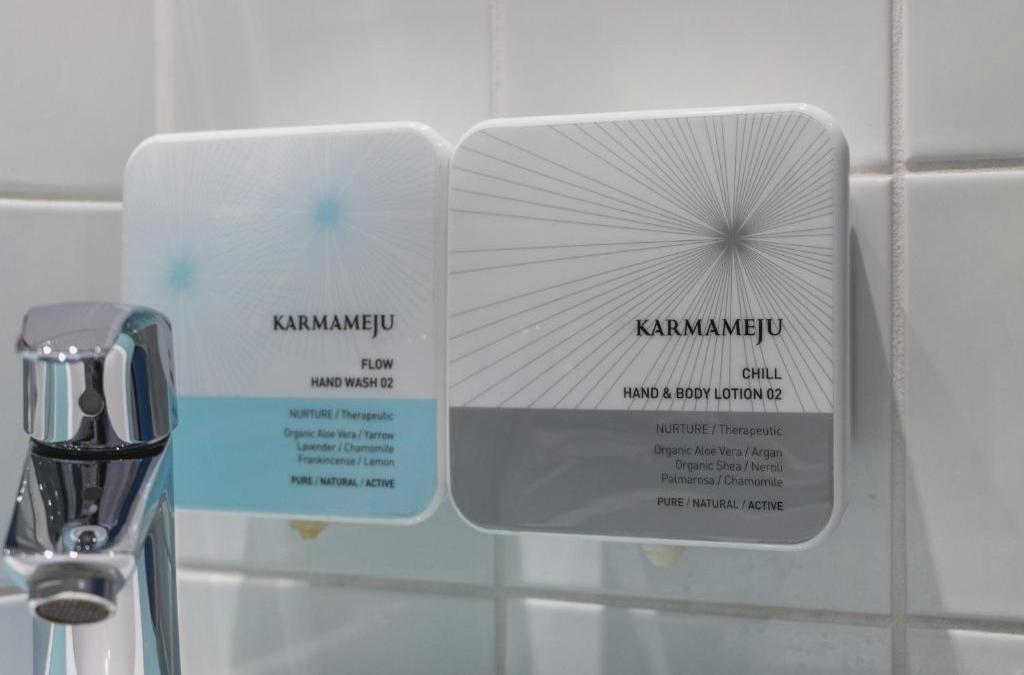 KARMAMEJU
FLOW
HAND WASH 02
NURTURE / Therapeutic
Organic Aloe Vera / Yarrow
Lavender / Chamomile
Frankincense / Lemon
PURE / NATURAL / ACTIVE
KARMAMEJU
CHILL
HAND & BODY LOTION 02
NURTURE / Therapeutic
Organic Aloe Vera / Argan
Organic Shea / Neroli
Palmarosa / Chamomile
PURE / NATURAL / ACTIVE